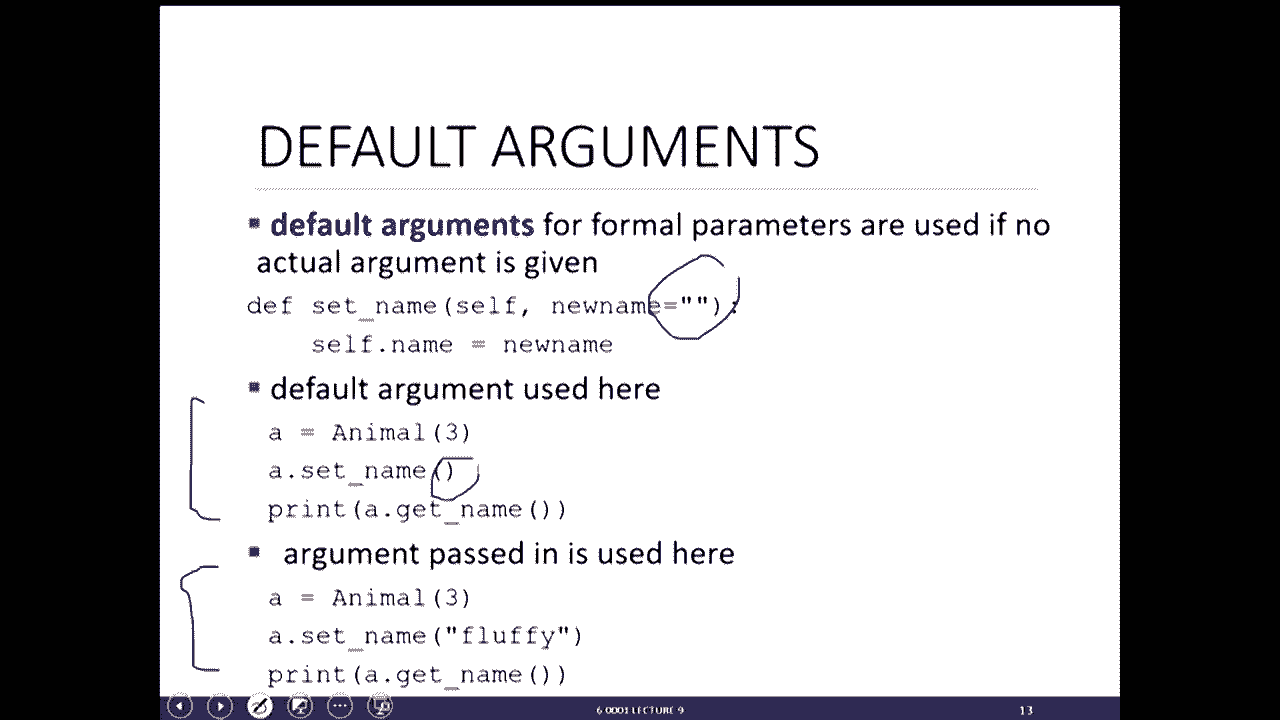 DEFAULT ARGUMENTS
▪ default arguments for formal parameters are used if no
actual argument is given
def set_name(self, newname=""):
self.name = newname
▪ default argument used here
a = Animal(3)
a.set_name()
print(a.get_name())
▪ argument passed in is used here
a = Animal(3)
a.set_name("fluffy")
print(a.get_name())
6.0001 LECTURE 9
13